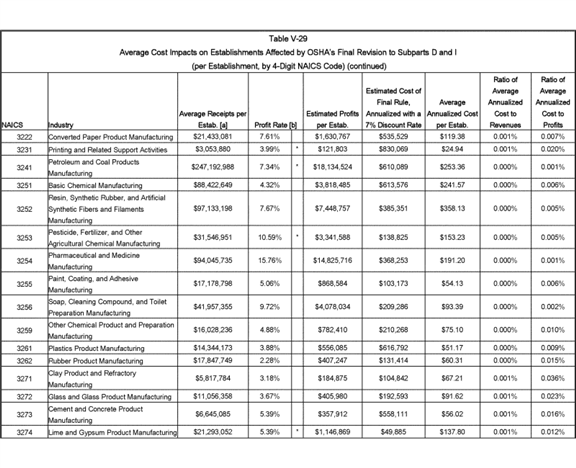 Table V-29
Average Cost Impacts on Establishments Affected by OSHA's Final Revision to Subparts D and I
(per Establishment, by 4-Digit NAICS Code) (continued)
NAICS Industry Average Receipts per Estab. [a] Profit Rate [b] Estimated Profits per Estab. Estimated Cost of Final Rule, Annualized with a 7% Discount Rate Average Annualized Cost per Estab. Ratio of Average Annualized Cost to Revenues Ratio of Average Annualized Cost to Profits
3222 Converted Paper Product Manufacturing $21,433,081 7.61% $1,630,767 $535,529 $119.38 0.001% 0.007%
3231 Printing and Related Support Activities $3,053,880 3.99% * $121,803 $830,069 $24.94 0.001% 0.020%
3241 Petroleum and Coal Products Manufacturing $247,192,988 7.34% * $18,134,524 $610,089 $253.36 0.000% 0.001%
3251 Basic Chemical Manufacturing $88,422,649 4.32% $3,818,485 $613,576 $241.57 0.000% 0.006%
3252 Resin, Synthetic Rubber, and Artificial Synthetic Fibers and Filaments Manufacturing $97,133,198 7.67% $7,448,757 $385,351 $358.13 0.000% 0.005%
3253 Pesticide, Fertilizer, and Other Agricultural Chemical Manufacturing $31,546,951 10.59% * $3,341,588 $138,825 $153.23 0.000% 0.005%
3254 Pharmaceutical and Medicine Manufacturing $94,045,735 15.76% $14,825,716 $368,253 $191.20 0.000% 0.001%
3255 Paint, Coating, and Adhesive Manufacturing $17,178,798 5.06% $868,584 $103,173 $54.13 0.000% 0.006%
3256 Soap, Cleaning Compound, and Toilet Preparation Manufacturing $41,957,355 9.72% $4,078,034 $209,286 $93.39 0.000% 0.002%
3259 Other Chemical Product and Preparation Manufacturing $16,028,236 4.88% $782,410 $210,268 $75.10 0.000% 0.010%
3261 Plastics Product Manufacturing $14,344,173 3.88% $556,085 $616,792 $51.17 0.000% 0.009%
3262 Rubber Product Manufacturing $17,847,749 2.28% $407,247 $131,414 $60.31 0.000% 0.015%
3271 Clay Product and Refractory Manufacturing $5,817,784 3.18% $184,875 $104,842 $67.21 0.001% 0.036%
3272 Glass and Glass Product Manufacturing $11,056,358 3.67% $405,980 $192,593 $91.62 0.001% 0.023%
3273 Cement and Concrete Product Manufacturing $6,645,085 5.39% $357,912 $558,111 $56.02 0.001% 0.016%
3274 Lime and Gypsum Product Manufacturing $21,293,052 5.39% * $1,146,869 $49,885 $137.80 0.001% 0.012%